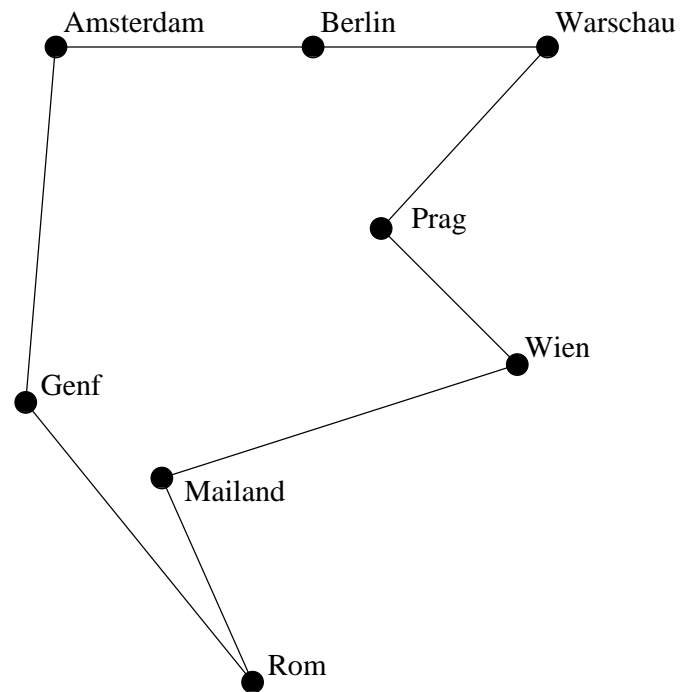 Amsterdam
Berlin
Warschau
Prag
Wien
Genf
Mailand
Rom